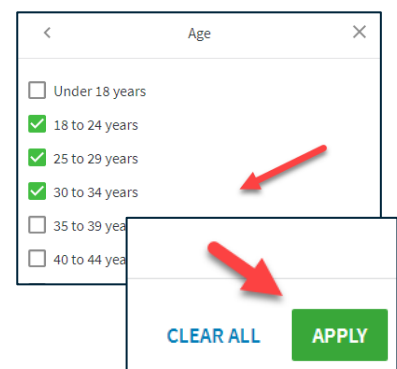 Age
Under 18 years
18 to 24 years
25 to 29 years
30 to 34 years
35 to 39 yea
40 to 44 yea
CLEAR ALL APPLY